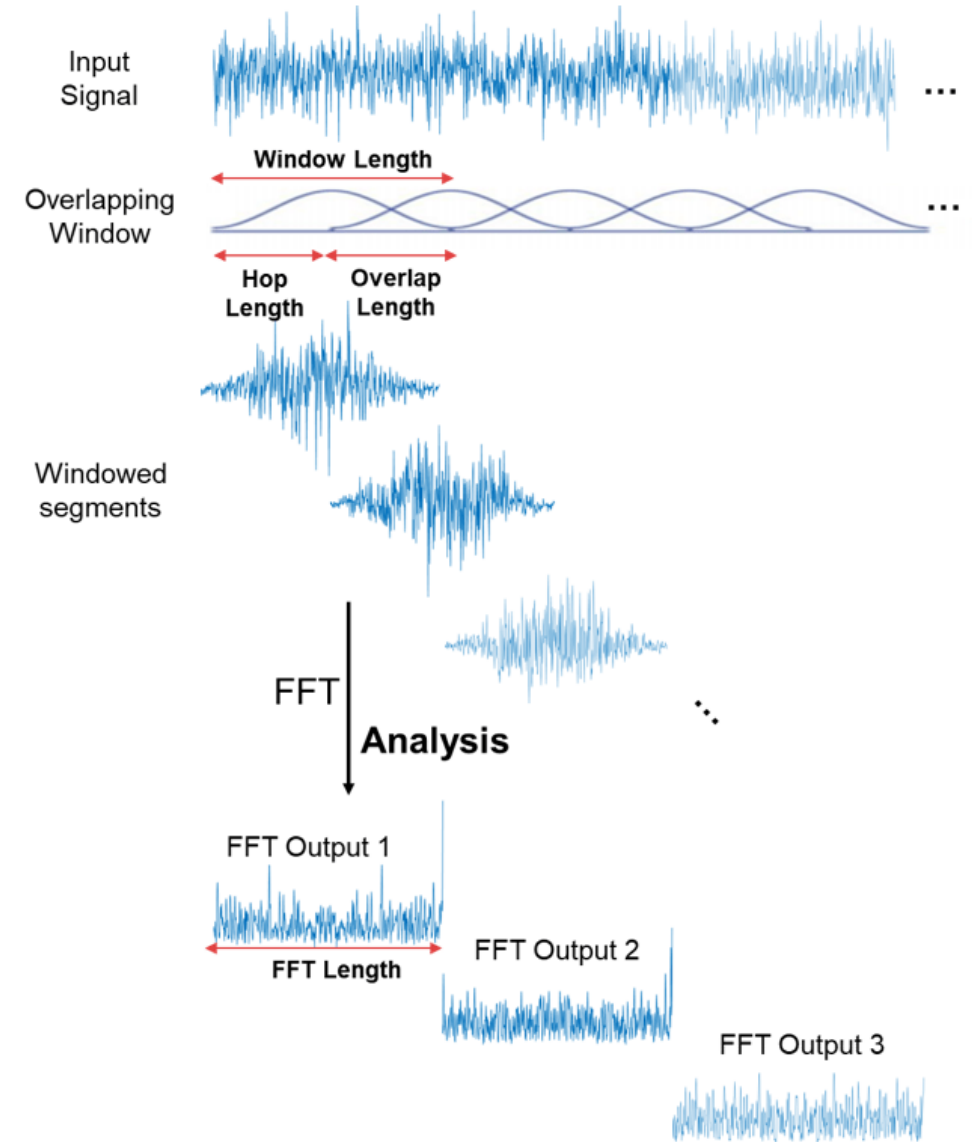 Input
Signal
...
Window Length
Overlapping
Window
...
Hop
Length
Overlap
Length
Windowed
segments
FFT
...
Analysis
FFT Output 1
FFT Length
FFT Output 2
FFT Output 3